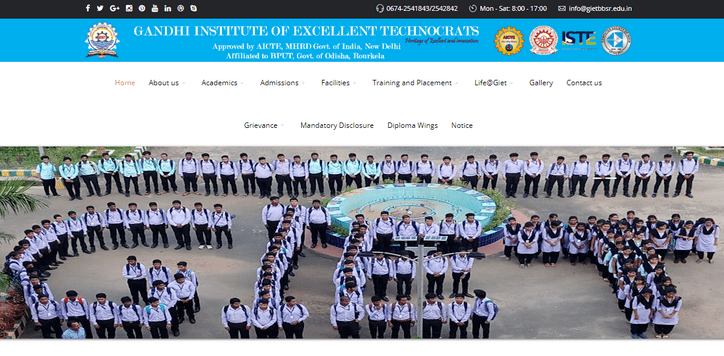 0674-2541843/2542842 Mon - Sat: 8:00 - 17:00 info@gietbbsr.edu.in
GANDHI INSTITUTE OF EXCELLENT TECHNOCRATS
Heritage of Excellent and innovations
Approved by AICTE, MHRD Govt. of India, New Delhi
Affiliated to BPUT, Govt. of Odisha, Rourkela
ISTE
Home About us Academics Admissions Facilities Training and Placement Life@Giet Gallery Contact us
Grievance Mandatory Disclosure Diploma Wings Notice